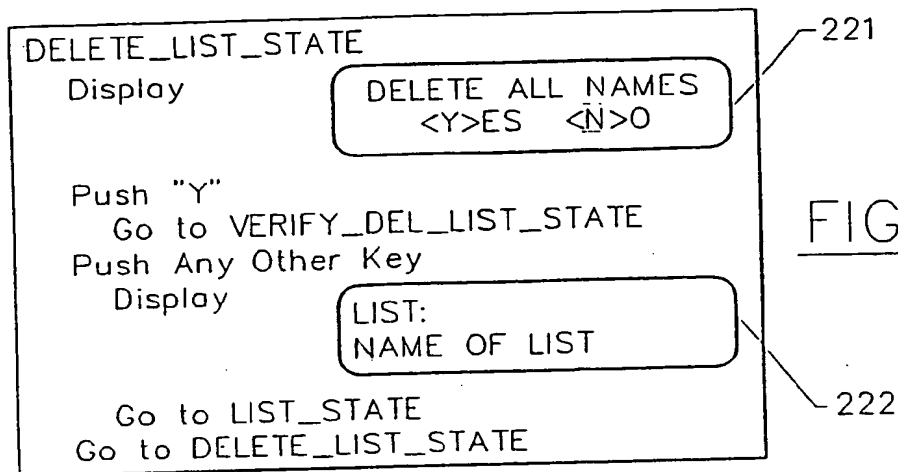 DELETE_LIST_STATE
221
Display
DELETE ALL NAMES
<Y>ES <N>O
Push "Y"
Go to VERIFY_DEL_LIST_STATE
FIG
Push Any Other Key
Display
LIST:
NAME OF LIST
222
Go to LIST_STATE
Go to DELETE_LIST_STATE